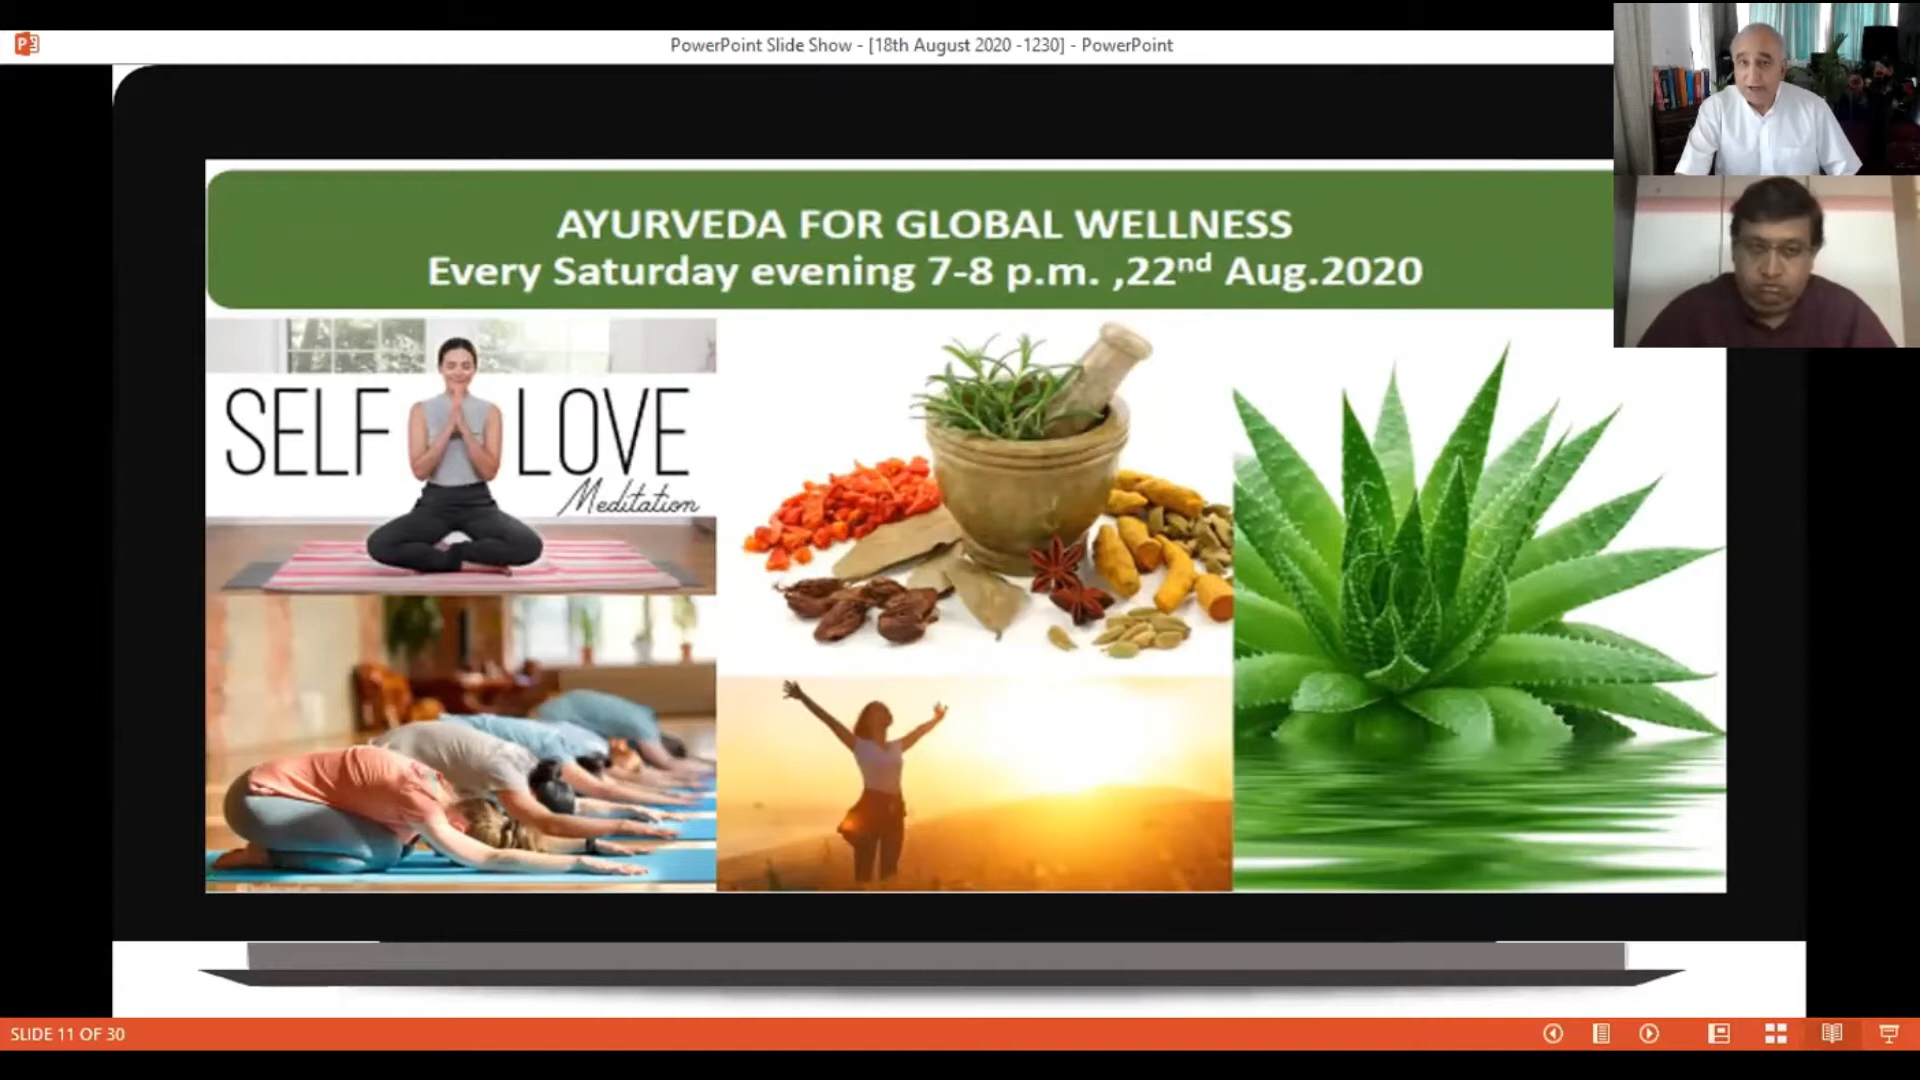 PowerPoint Slide Show - [18th August 2020 -1230] - PowerPoint
AYURVEDA FOR GLOBAL WELLNESS
Every Saturday evening 7-8 p.m. ,22nd Aug.2020
SELF LOVE
Meditation
SLIDE 11 OF 30